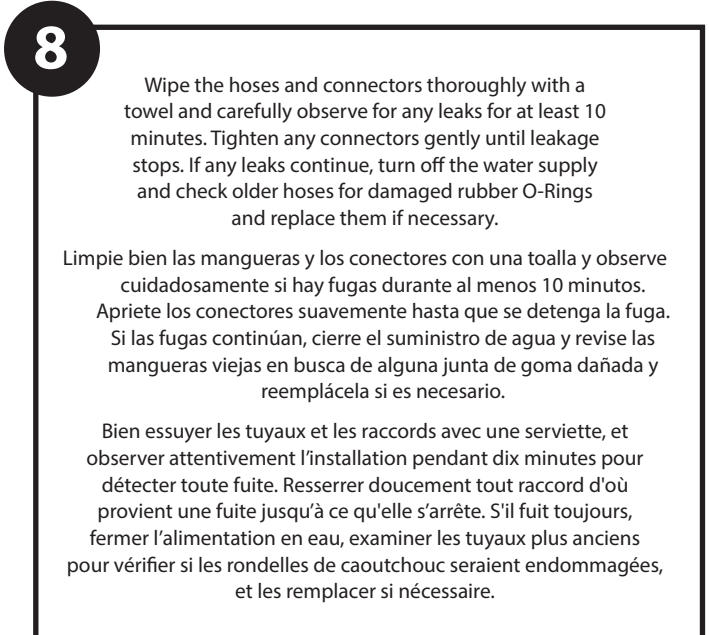 8
Wipe the hoses and connectors thoroughly with a
towel and carefully observe for any leaks for at least 10
minutes. Tighten any connectors gently until leakage
stops. If any leaks continue, turn off the water supply
and check older hoses for damaged rubber O-Rings
and replace them if necessary.
Limpie bien las mangueras y los conectores con una toalla y observe
cuidadosamente si hay fugas durante al menos 10 minutos.
Apriete los conectores suavemente hasta que se detenga la fuga.
Si las fugas continúan, cierre el suministro de agua y revise las
mangueras viejas en busca de alguna junta de goma dañada y
reemplácela si es necesario.
Bien essuyer les tuyaux et les raccords avec une serviette, et
observer attentivement l’installation pendant dix minutes pour
détecter toute fuite. Resserrer doucement tout raccord d'où
provient une fuite jusqu’à ce qu'elle s’arrête. S'il fuit toujours,
fermer l’alimentation en eau, examiner les tuyaux plus anciens
pour vérifier si les rondelles de caoutchouc seraient endommagées,
et les remplacer si nécessaire.